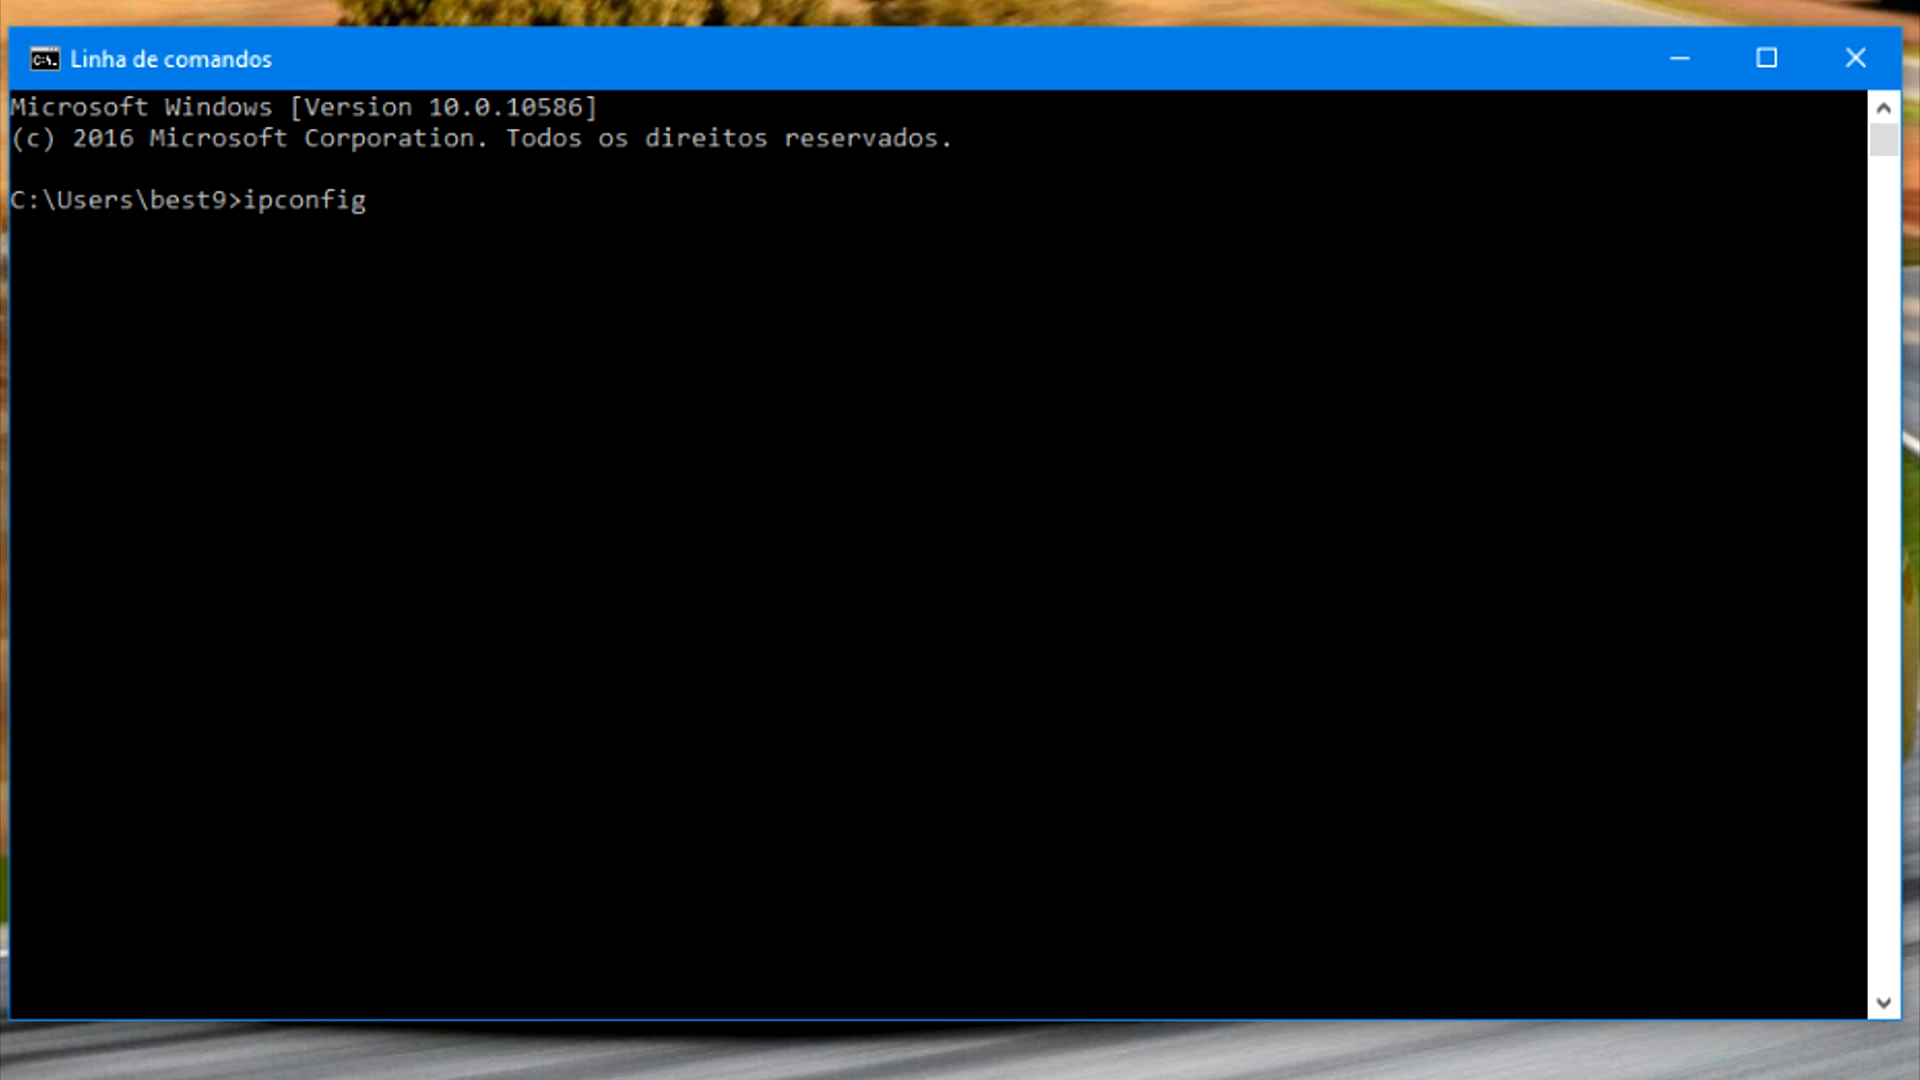 Linha de comandos
Microsoft Windows [Version 10.0.10586]
(c) 2016 Microsoft Corporation. Todos os direitos reservados.
C:\Users\best9>ipconfig